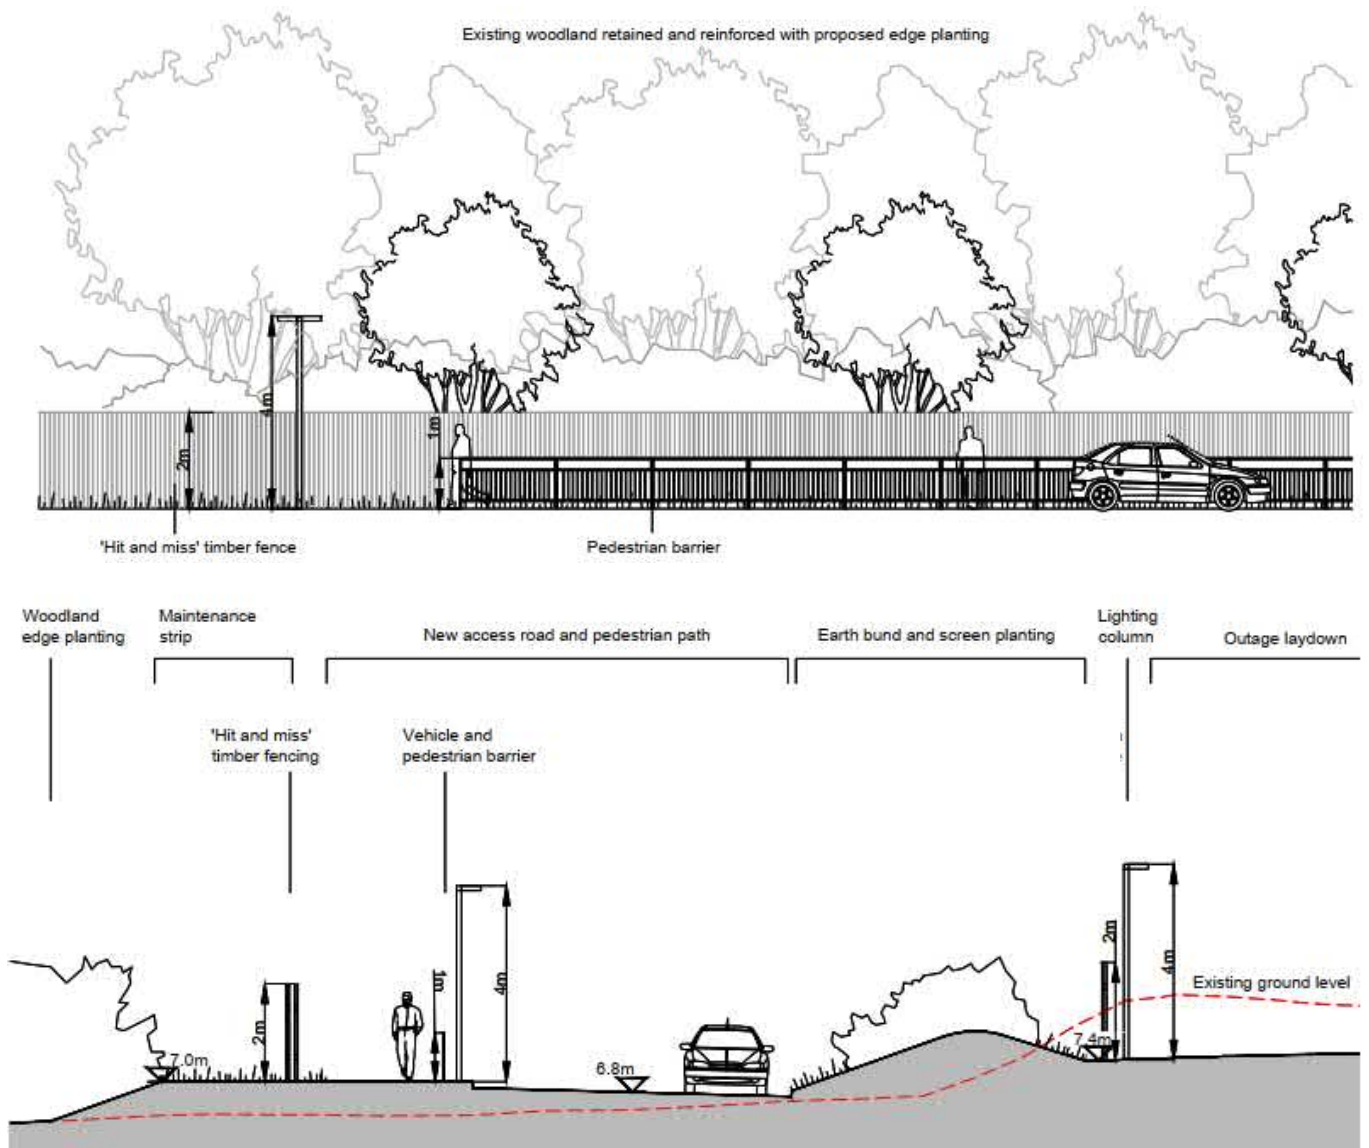 Existing woodland retained and reinforced with proposed edge planting
4m
2m
1m
'Hit and miss' timber fence
Pedestrian barrier
Woodland
edge planting
Maintenance
strip
New access road and pedestrian path
Earth bund and screen planting
Lighting
column
Outage laydown
'Hit and miss'
timber fencing
Vehicle and
pedestrian barrier
2m
1m
4m
2m
4m
Existing ground level
7.0m
6.8m
7.4m